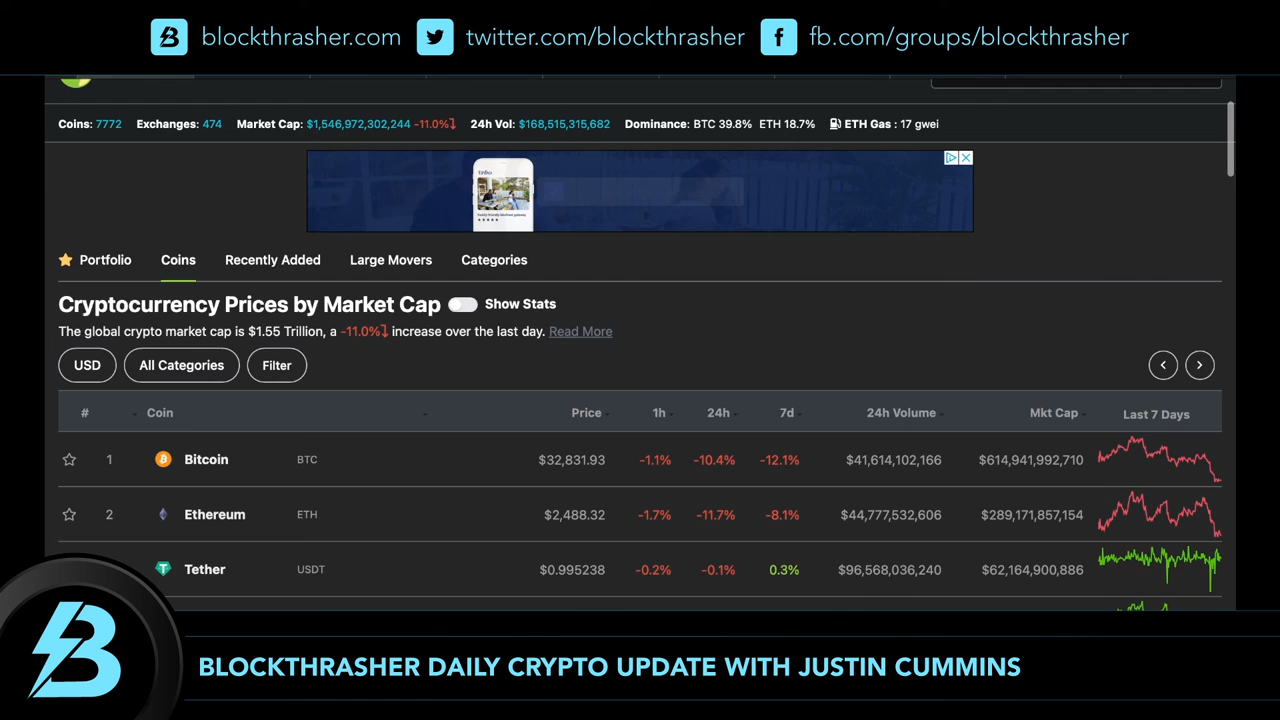 blockthrasher.com twitter.com/blockthrasher fb.com/groups/blockthrasher
Coins: 7772 Exchanges: 474 Market Cap: $1,546,972,302,244 -11.0% 24h Vol: $168,515,315,682 Dominance: BTC 39.8% ETH 18.7% ETH Gas : 17 gwei
Portfolio Coins Recently Added Large Movers Categories
Cryptocurrency Prices by Market Cap Show Stats
The global crypto market cap is $1.55 Trillion, a -11.0% increase over the last day. Read More
USD All Categories Filter
# Coin Price 1h 24h 7d 24h Volume Mkt Cap Last 7 Days
1 Bitcoin BTC $32,831.93 -1.1% -10.4% -12.1% $41,614,102,166 $614,941,992,710
2 Ethereum ETH $2,488.32 -1.7% -11.7% -8.1% $44,777,532,606 $289,171,857,154
Tether USDT $0.995238 -0.2% -0.1% 0.3% $96,568,036,240 $62,164,900,886
BLOCKTHRASHER DAILY CRYPTO UPDATE WITH JUSTIN CUMMINS